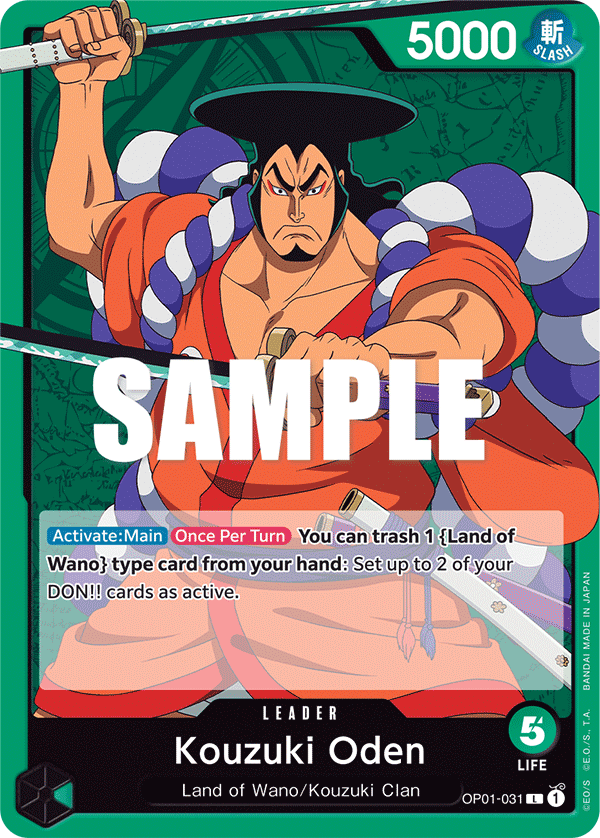 5000
斬
SLASH
SAMPLE
Activate:Main Once Per Turn You can trash 1 {Land of
Wano} type card from your hand: Set up to 2 of your
DON!! cards as active.
LEADER
Kouzuki Oden
Land of Wano/Kouzuki Clan
5
LIFE
OP01-031 L 1
©EO/S ©E.O./S., T.A. BANDAI MADE IN JAPAN